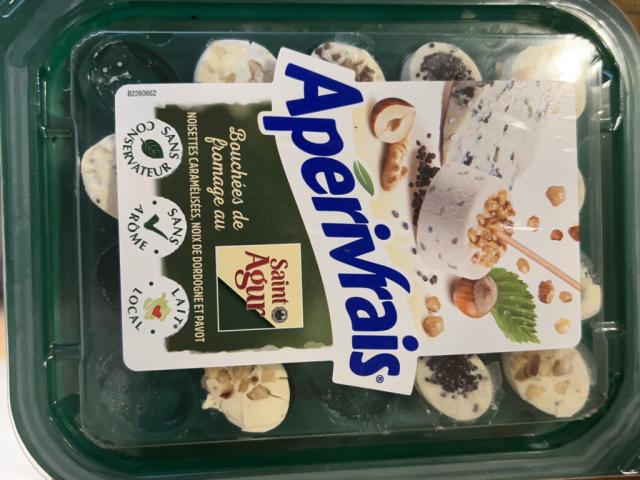 B2260662
Aperivrais®
Bouchées de
fromage au
Saint
Agur
NOISETTES CARAMÉLISÉES, NOIX DE DORDOGNE ET PAVOT
SANS
CONSERVATEUR
SANS
ARÔME
LAIT
LOCAL